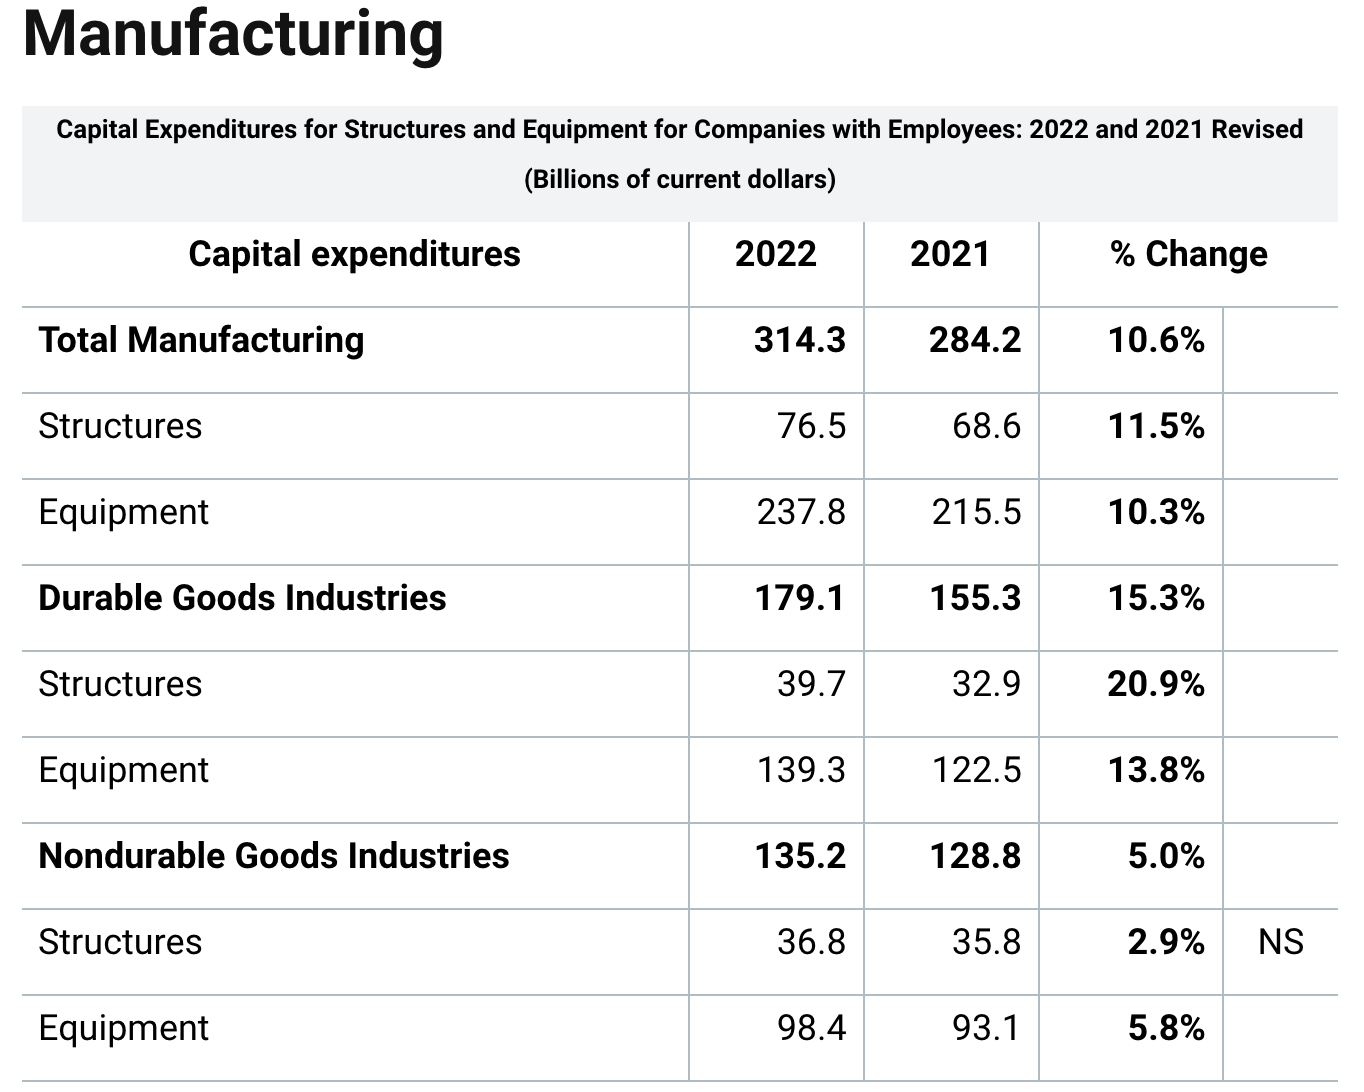 Manufacturing
Capital Expenditures for Structures and Equipment for Companies with Employees: 2022 and 2021 Revised
(Billions of current dollars)
Capital expenditures 2022 2021 % Change
Total Manufacturing 314.3 284.2 10.6%
Structures 76.5 68.6 11.5%
Equipment 237.8 215.5 10.3%
Durable Goods Industries 179.1 155.3 15.3%
Structures 39.7 32.9 20.9%
Equipment 139.3 122.5 13.8%
Nondurable Goods Industries 135.2 128.8 5.0%
Structures 36.8 35.8 2.9% NS
Equipment 98.4 93.1 5.8%